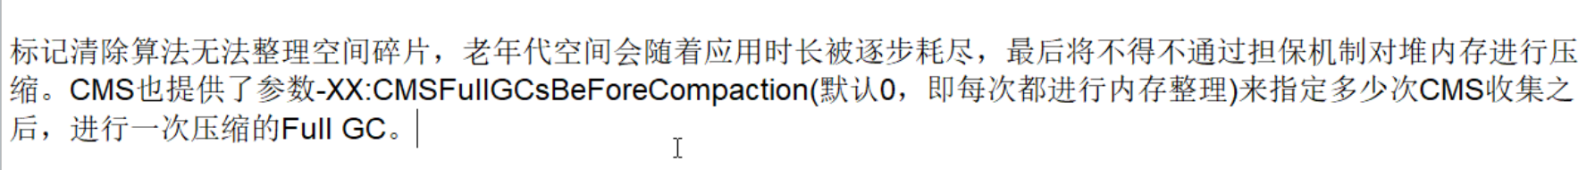 标记清除算法无法整理空间碎片，老年代空间会随着应用时长被逐步耗尽，最后将不得不通过担保机制对堆内存进行压
缩。CMS也提供了参数-XX:CMSFullGCsBeForeCompaction(默认0，即每次都进行内存整理)来指定多少次CMS收集之
后，进行一次压缩的Full GC。